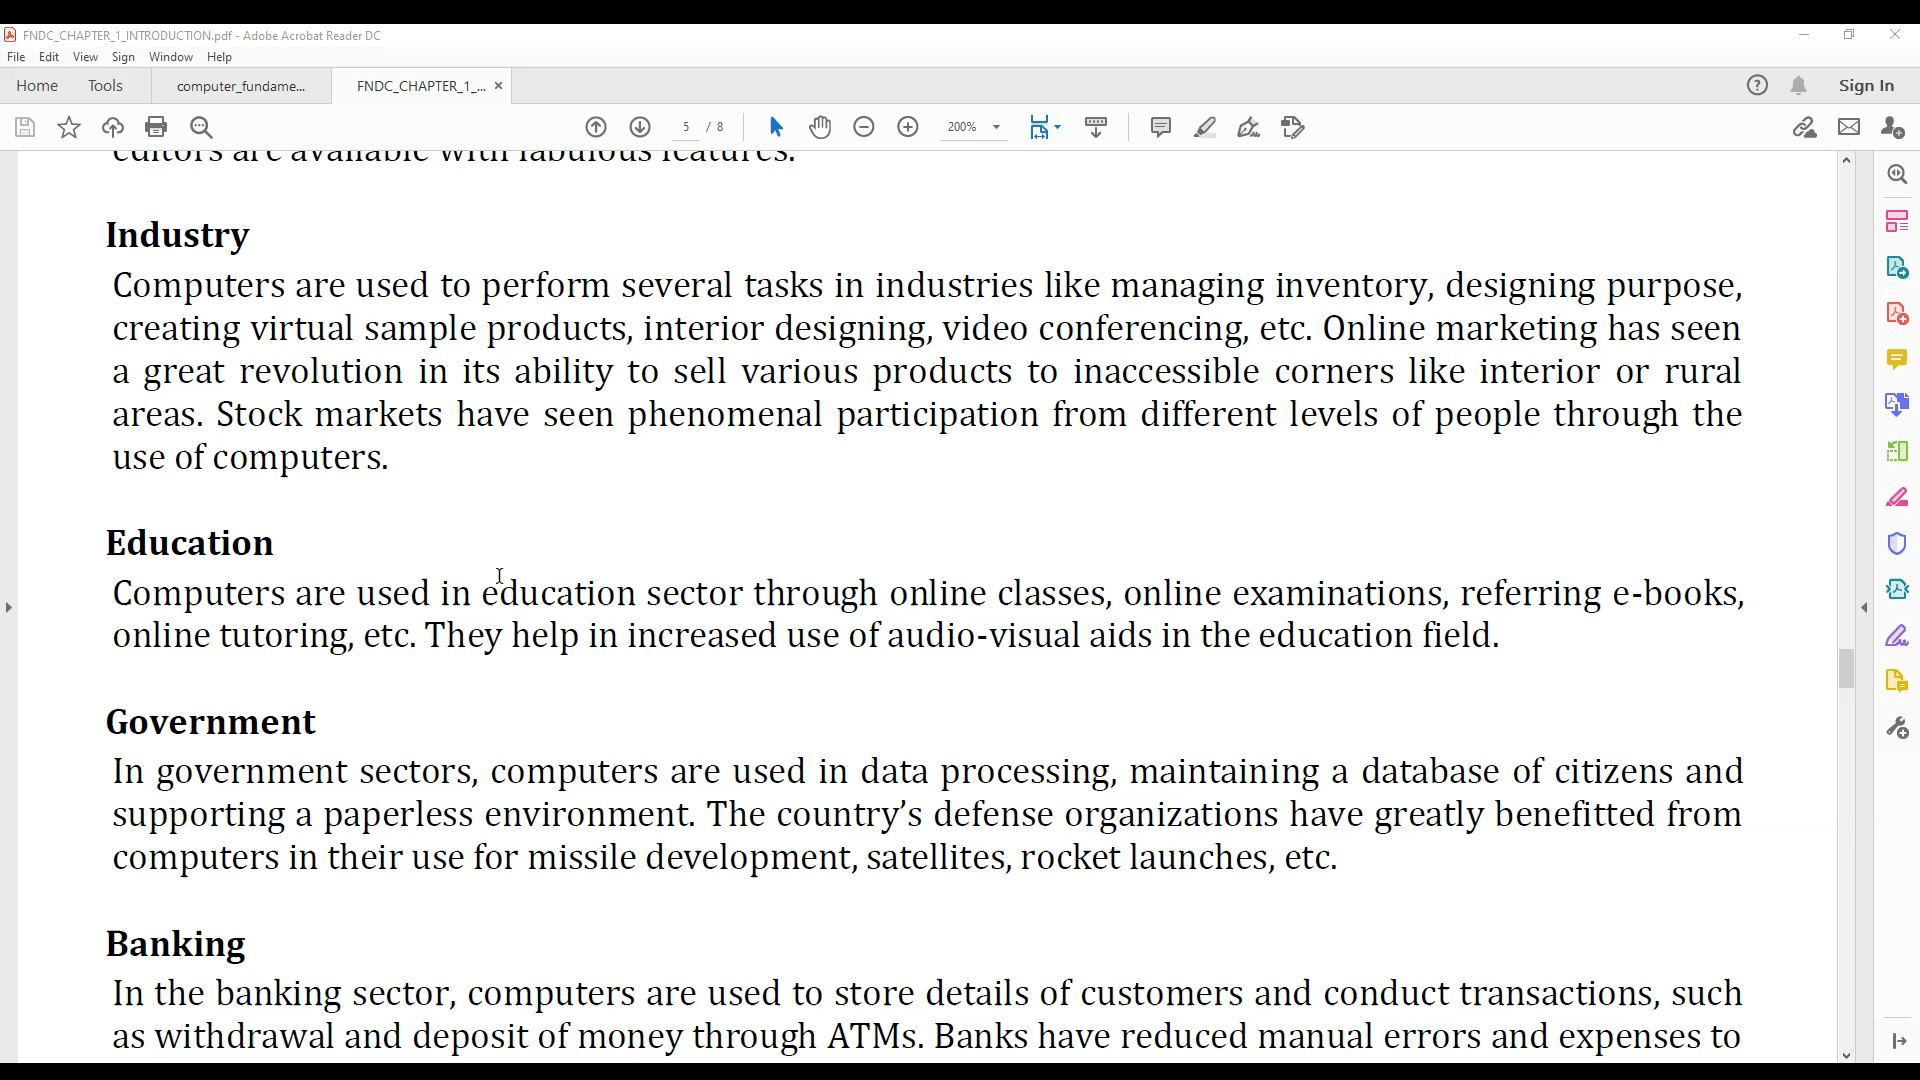 FNDC_CHAPTER_1_INTRODUCTION.pdf - Adobe Acrobat Reader DC
File Edit View Sign Window Help
Home Tools computer_fundame... FNDC_CHAPTER_1_... Sign In
5 / 8 200%
editors are available with fabulous features.
Industry
Computers are used to perform several tasks in industries like managing inventory, designing purpose,
creating virtual sample products, interior designing, video conferencing, etc. Online marketing has seen
a great revolution in its ability to sell various products to inaccessible corners like interior or rural
areas. Stock markets have seen phenomenal participation from different levels of people through the
use of computers.
Education
Computers are used in education sector through online classes, online examinations, referring e-books,
online tutoring, etc. They help in increased use of audio-visual aids in the education field.
Government
In government sectors, computers are used in data processing, maintaining a database of citizens and
supporting a paperless environment. The country’s defense organizations have greatly benefitted from
computers in their use for missile development, satellites, rocket launches, etc.
Banking
In the banking sector, computers are used to store details of customers and conduct transactions, such
as withdrawal and deposit of money through ATMs. Banks have reduced manual errors and expenses to